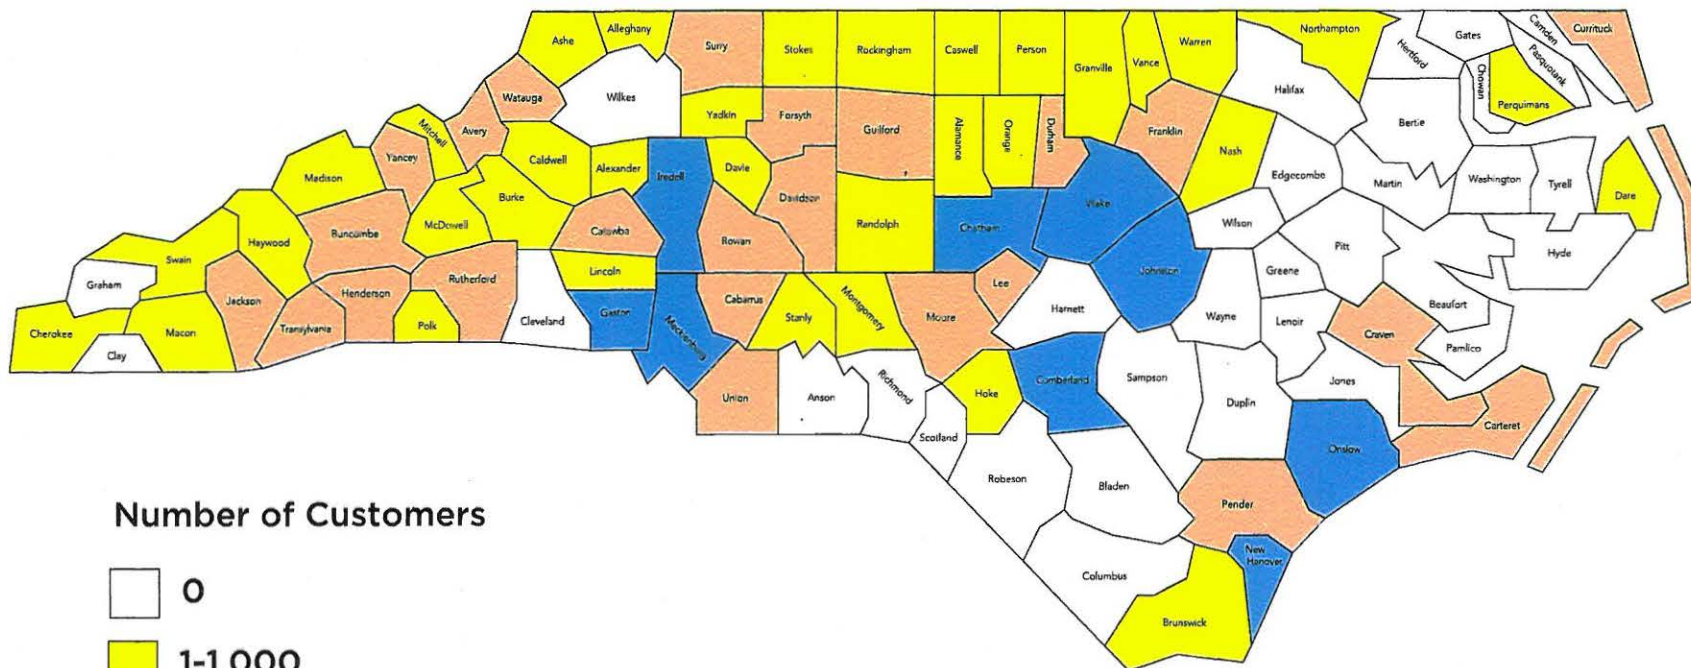 Ashe
Alleghany
Surry
Stokes
Rockingham
Caswell
Person
Granville
Vance
Warren
Northampton
Hertford
Gates
Camden
Pasquotank
Currituck
Chowan
Perquimans
Watauga
Wilkes
Yadkin
Forsyth
Guilford
Alamance
Orange
Durham
Franklin
Halifax
Bertie
Mitchell
Avery
Caldwell
Alexander
Iredell
Davie
Davidson
Randolph
Chatham
Wake
Nash
Edgecombe
Martin
Washington
Tyrell
Dare
Madison
Yancey
McDowell
Burke
Catawba
Rowan
Johnston
Wilson
Pitt
Hyde
Swain
Haywood
Buncombe
Rutherford
Lincoln
Graham
Jackson
Henderson
Cleveland
Gaston
Mecklenburg
Cabarrus
Stanly
Montgomery
Moore
Lee
Harnett
Wayne
Greene
Lenoir
Craven
Beaufort
Pamlico
Cherokee
Macon
Transylvania
Polk
Clay
Union
Anson
Richmond
Hoke
Cumberland
Sampson
Duplin
Jones
Carteret
Scotland
Robeson
Bladen
Pender
Onslow
Columbus
New
Hanover
Brunswick
Number of Customers
0
1-1,000